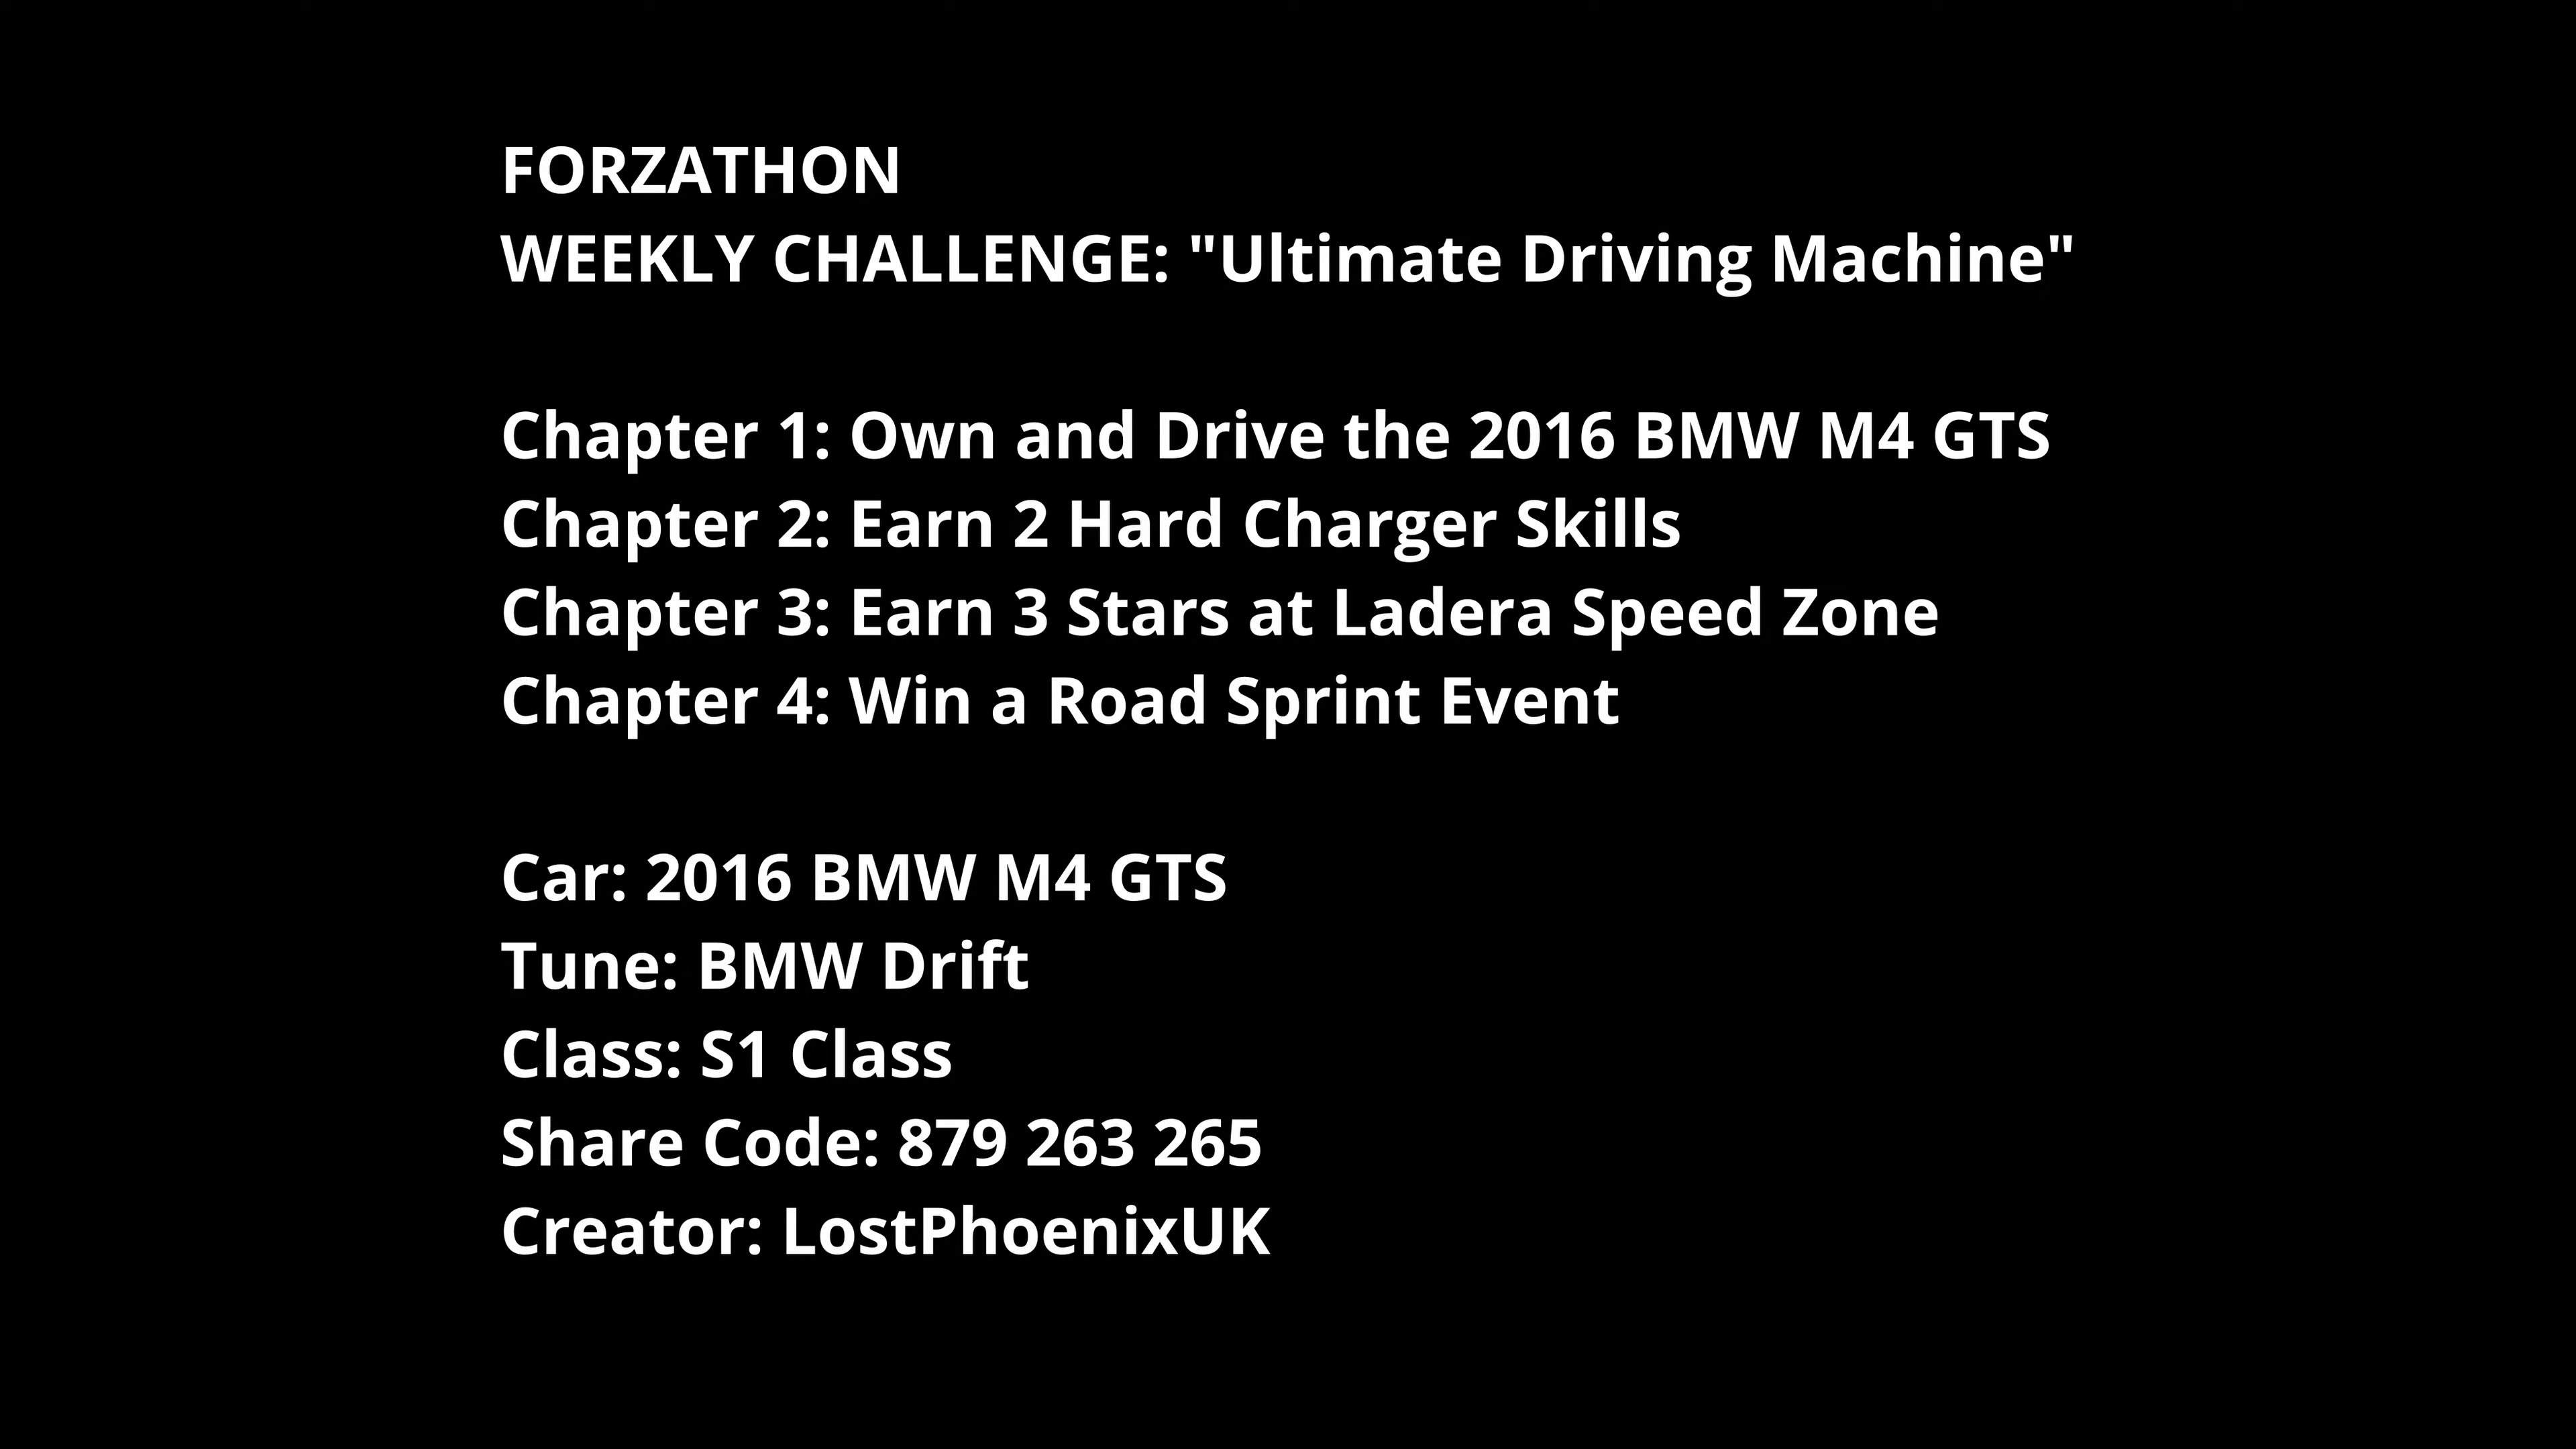 FORZATHON
WEEKLY CHALLENGE: "Ultimate Driving Machine"
Chapter 1: Own and Drive the 2016 BMW M4 GTS
Chapter 2: Earn 2 Hard Charger Skills
Chapter 3: Earn 3 Stars at Ladera Speed Zone
Chapter 4: Win a Road Sprint Event
Car: 2016 BMW M4 GTS
Tune: BMW Drift
Class: S1 Class
Share Code: 879 263 265
Creator: LostPhoenixUK